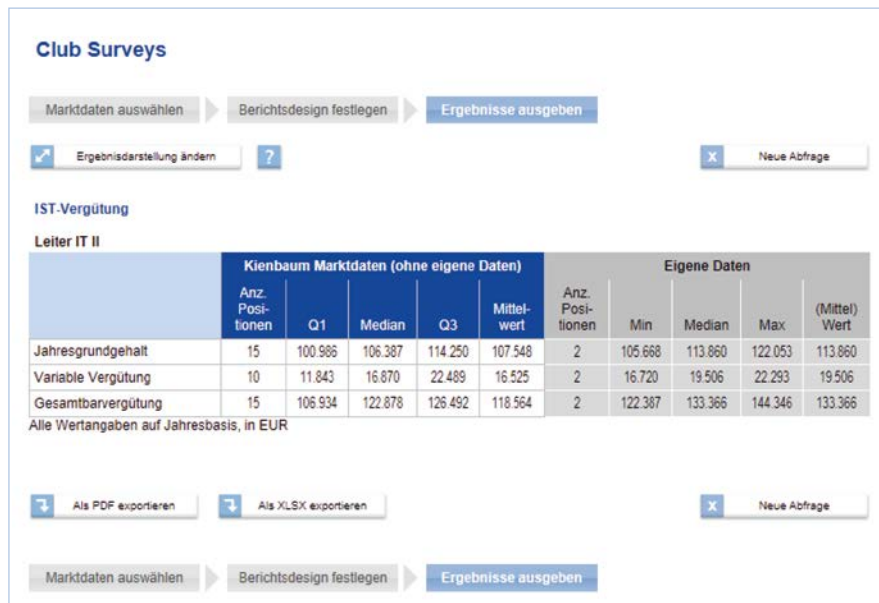 Club Surveys
Marktdaten auswählen Berichtsdesign festlegen Ergebnisse ausgeben
Ergebnisdarstellung ändern ? x Neue Abfrage
IST-Vergütung
Leiter IT II
Kienbaum Marktdaten (ohne eigene Daten) Eigene Daten
Anz. Posi-tionen Q1 Median Q3 Mittel-wert Anz. Posi-tionen Min Median Max (Mittel) Wert
Jahresgrundgehalt 15 100.986 106.387 114.250 107.548 2 105.668 113.860 122.053 113.860
Variable Vergütung 10 11.843 16.870 22.489 16.525 2 16.720 19.506 22.293 19.506
Gesamtbarvergütung 15 106.934 122.878 126.492 118.564 2 122.387 133.366 144.346 133.366
Alle Wertangaben auf Jahresbasis, in EUR
Als PDF exportieren Als XLSX exportieren x Neue Abfrage
Marktdaten auswählen Berichtsdesign festlegen Ergebnisse ausgeben